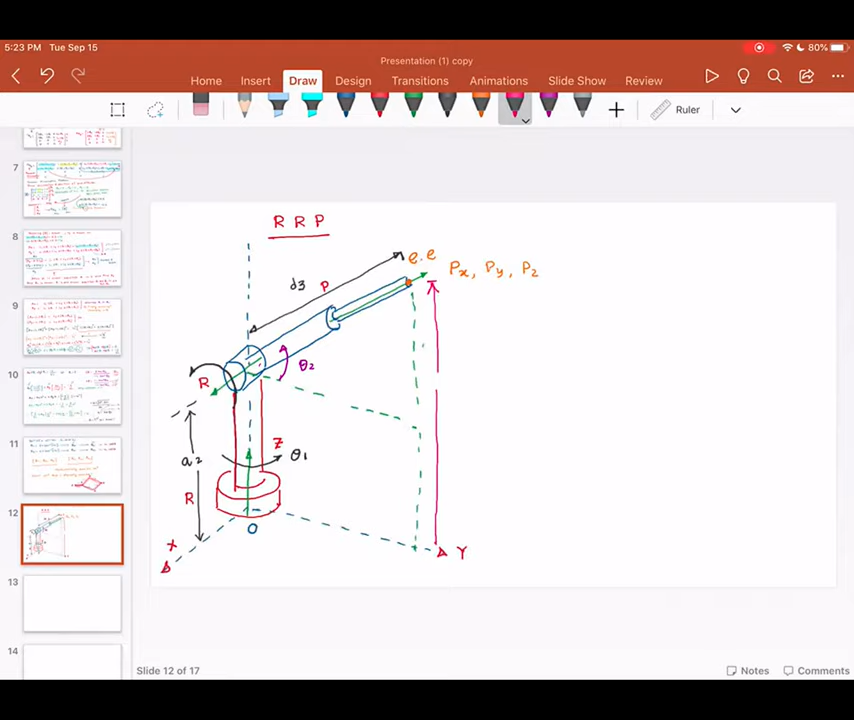 5:23 PM Tue Sep 15
80%
Presentation (1) copy
Home Insert Draw Design Transitions Animations Slide Show Review
Ruler
7
8
9
10
11
12
13
14
R R P
e.e
Px, Py, Pz
d3
P
θ2
R
a2
Z
θ1
R
O
X
Y
Slide 12 of 17
Notes Comments